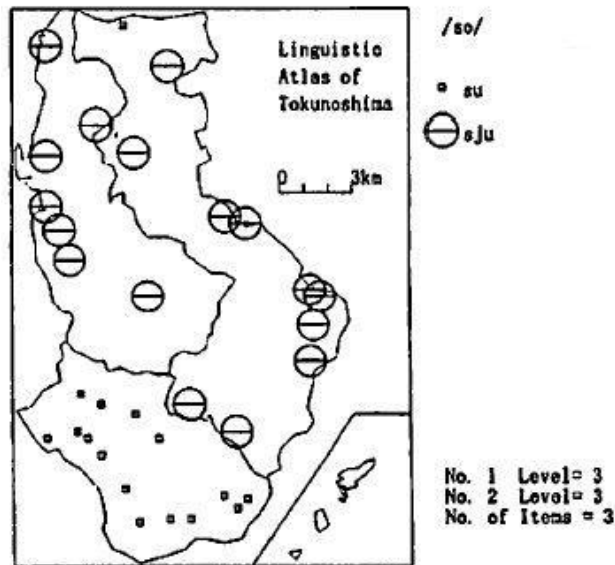 Linguistic
Atlas of
Tokunoshima
0 3km
/so/
su
sju
No. 1 Level= 3
No. 2 Level= 3
No. of Items = 3